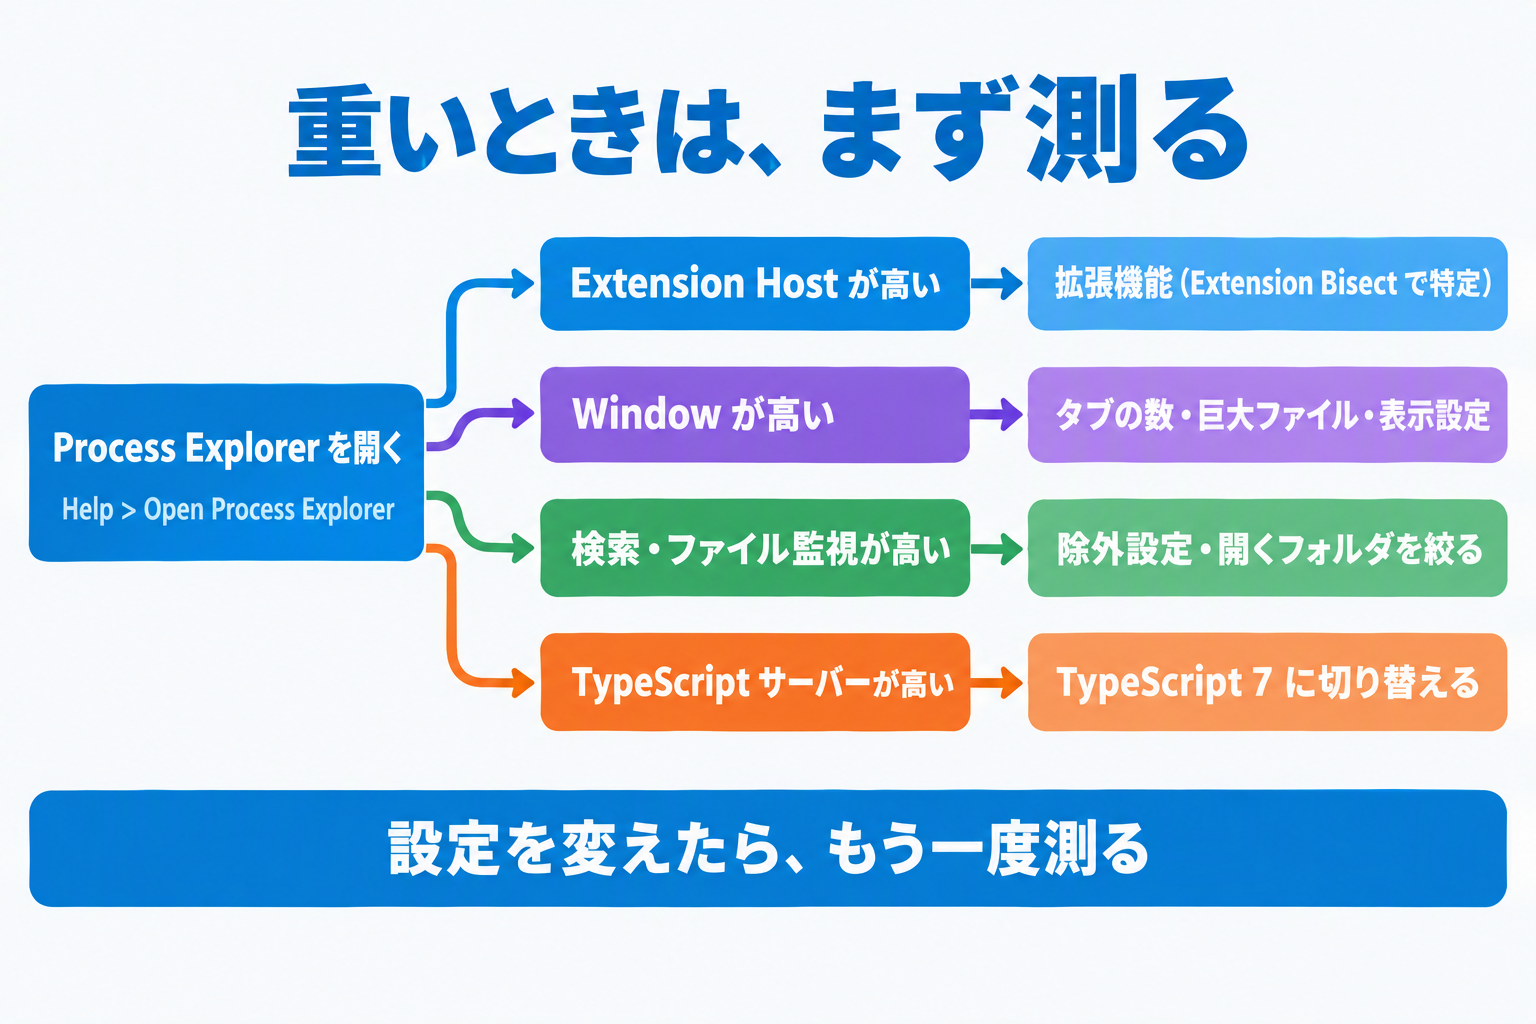 重いときは、まず測る
Process Explorer を開く
Help > Open Process Explorer
Extension Host が高い
拡張機能（Extension Bisect で特定）
Window が高い
タブの数・巨大ファイル・表示設定
検索・ファイル監視が高い
除外設定・開くフォルダを絞る
TypeScript サーバーが高い
TypeScript 7 に切り替える
設定を変えたら、もう一度測る